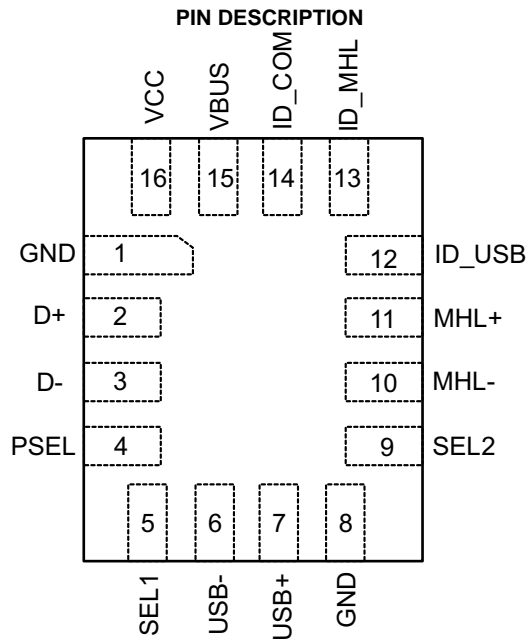 PIN DESCRIPTION
VCC
VBUS
ID_COM
ID_MHL
16
15
14
13
GND
1
12
ID_USB
D+
2
11
MHL+
D-
3
10
MHL-
PSEL
4
9
SEL2
5
6
7
8
SEL1
USB-
USB+
GND